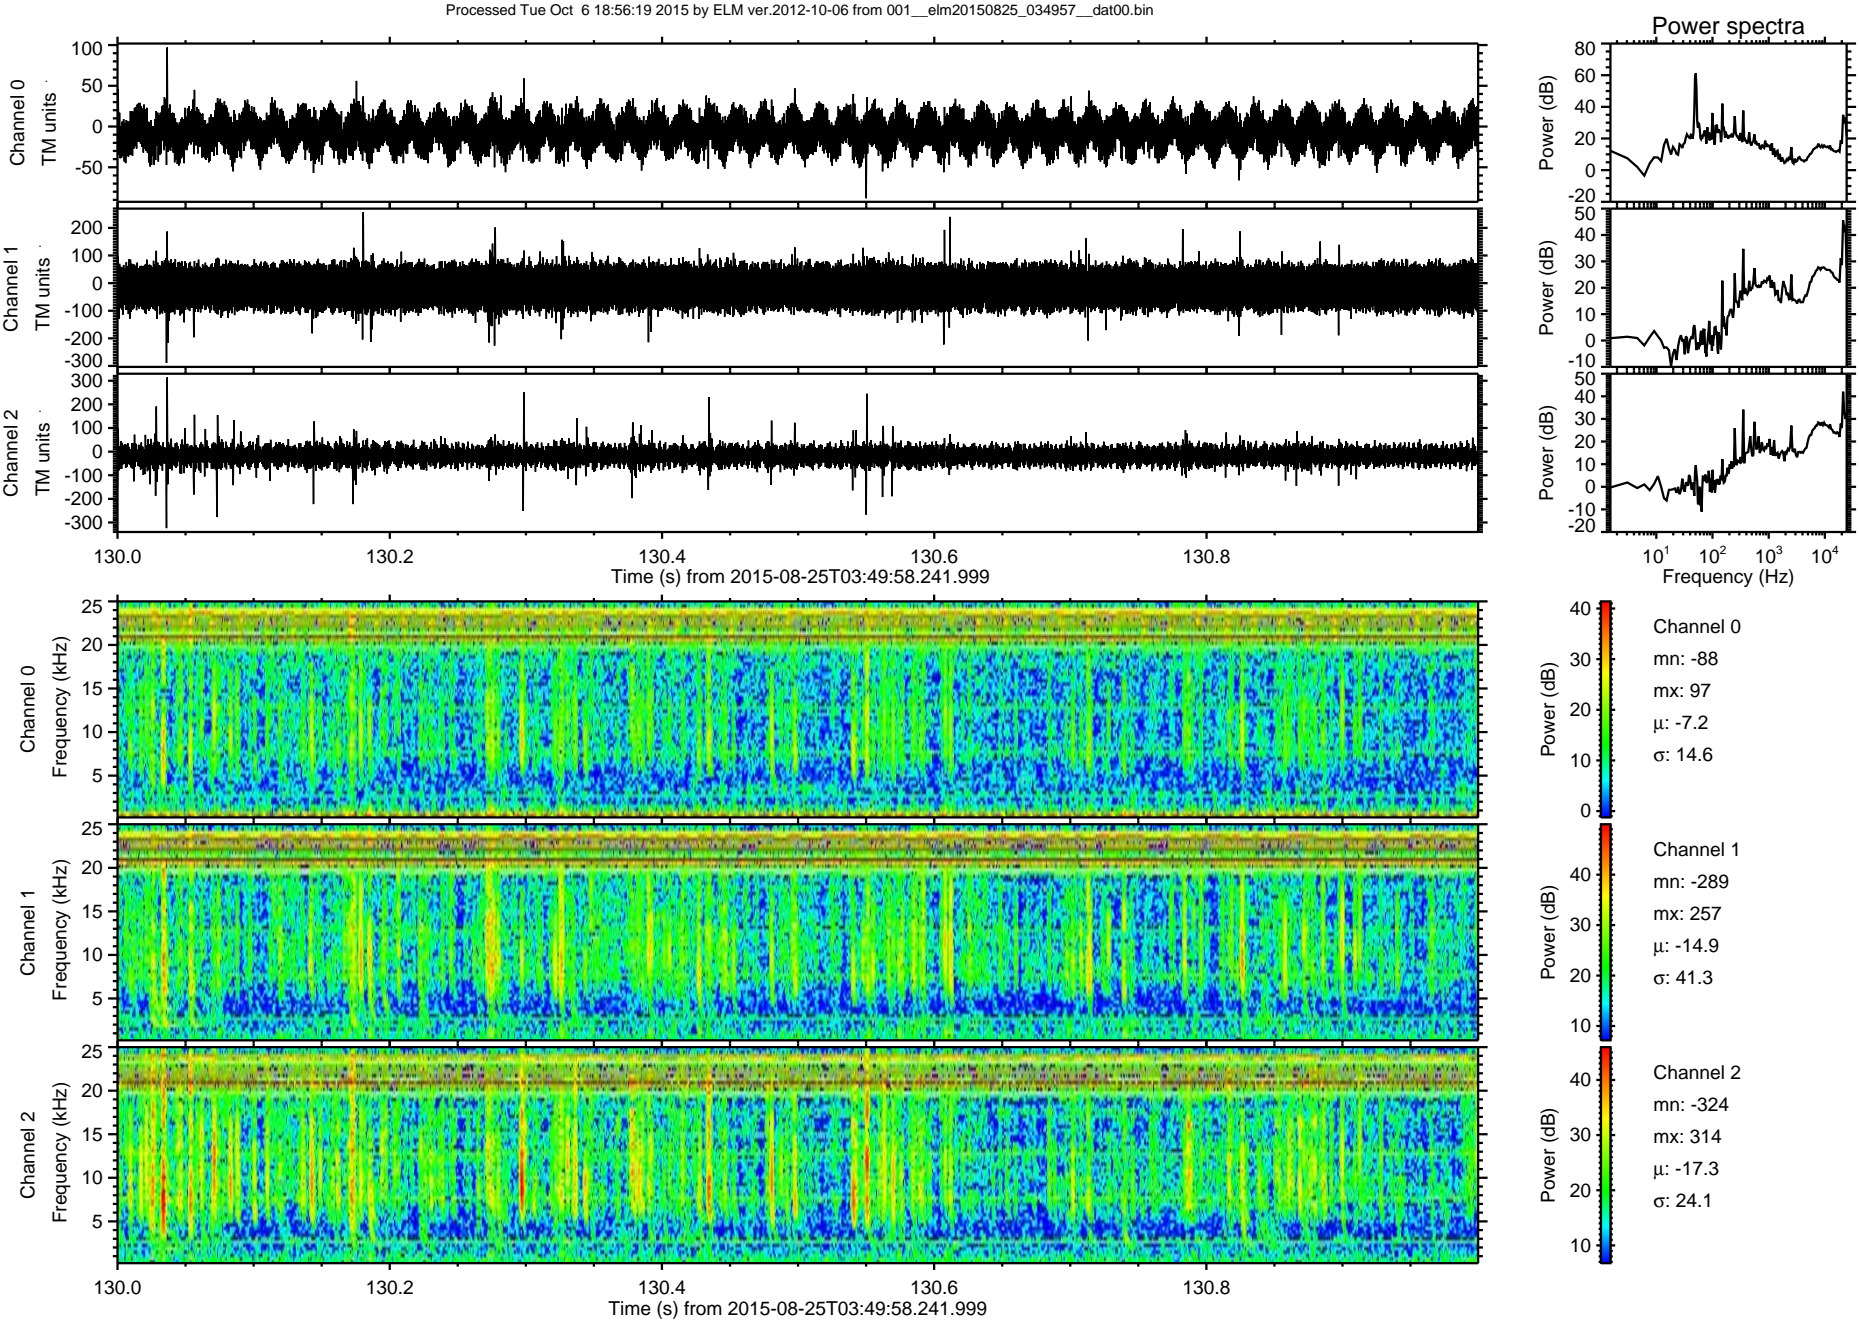 Processed Tue Oct  6 18:56:19 2015 by ELM ver.2012-10-06 from 001__elm20150825_034957__dat00.bin
Power spectra
Channel 0
TM units
100
50
0
-50
Power (dB)
80
60
40
20
0
-20
Channel 1
TM units
200
100
0
-100
-200
-300
Power (dB)
50
40
30
20
10
0
-10
Channel 2
TM units
300
200
100
0
-100
-200
-300
Power (dB)
50
40
30
20
10
0
-10
-20
130.0 130.2 130.4 130.6 130.8
Time (s) from 2015-08-25T03:49:58.241.999
10¹ 10² 10³ 10⁴
Frequency (Hz)
Channel 0
Frequency (kHz)
25
20
15
10
5
Power (dB)
40
30
20
10
0
Channel 0
mn: -88
mx: 97
μ: -7.2
σ: 14.6
Channel 1
Frequency (kHz)
25
20
15
10
5
Power (dB)
40
30
20
10
Channel 1
mn: -289
mx: 257
μ: -14.9
σ: 41.3
Channel 2
Frequency (kHz)
25
20
15
10
5
Power (dB)
40
30
20
10
Channel 2
mn: -324
mx: 314
μ: -17.3
σ: 24.1
130.0 130.2 130.4 130.6 130.8
Time (s) from 2015-08-25T03:49:58.241.999